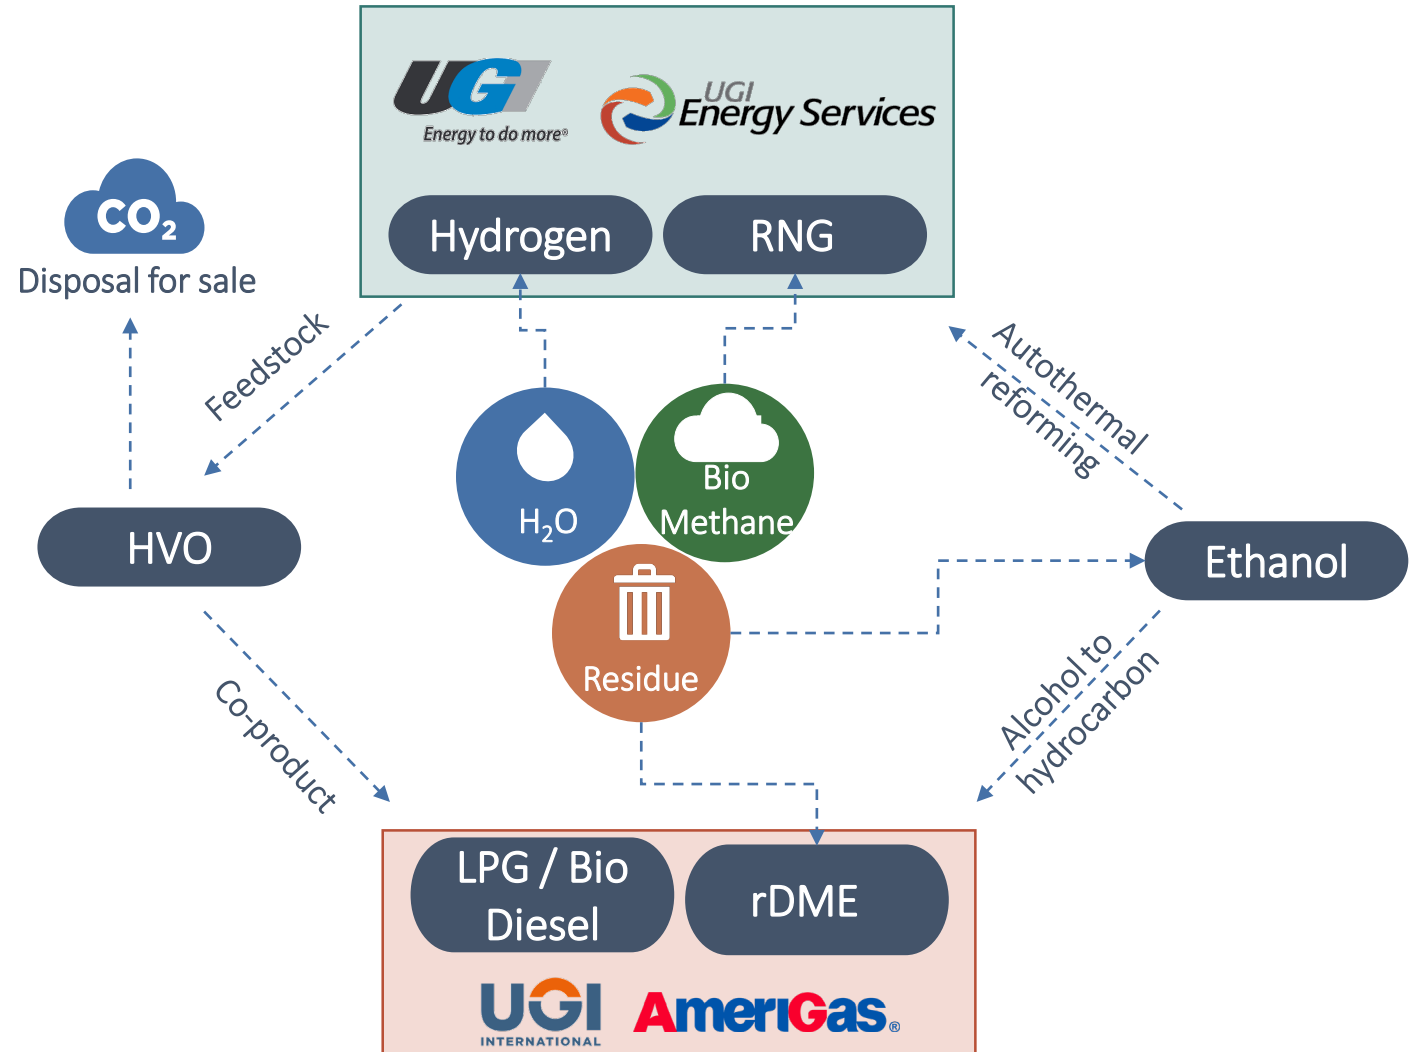 UGI
Energy to do more®
UGI
Energy Services
CO₂
Disposal for sale
Hydrogen
RNG
Feedstock
Autothermal
reforming
H₂O
Bio
Methane
HVO
Ethanol
Residue
Co-product
Alcohol to
hydrocarbon
LPG / Bio
Diesel
rDME
UGI
INTERNATIONAL
AmeriGas®